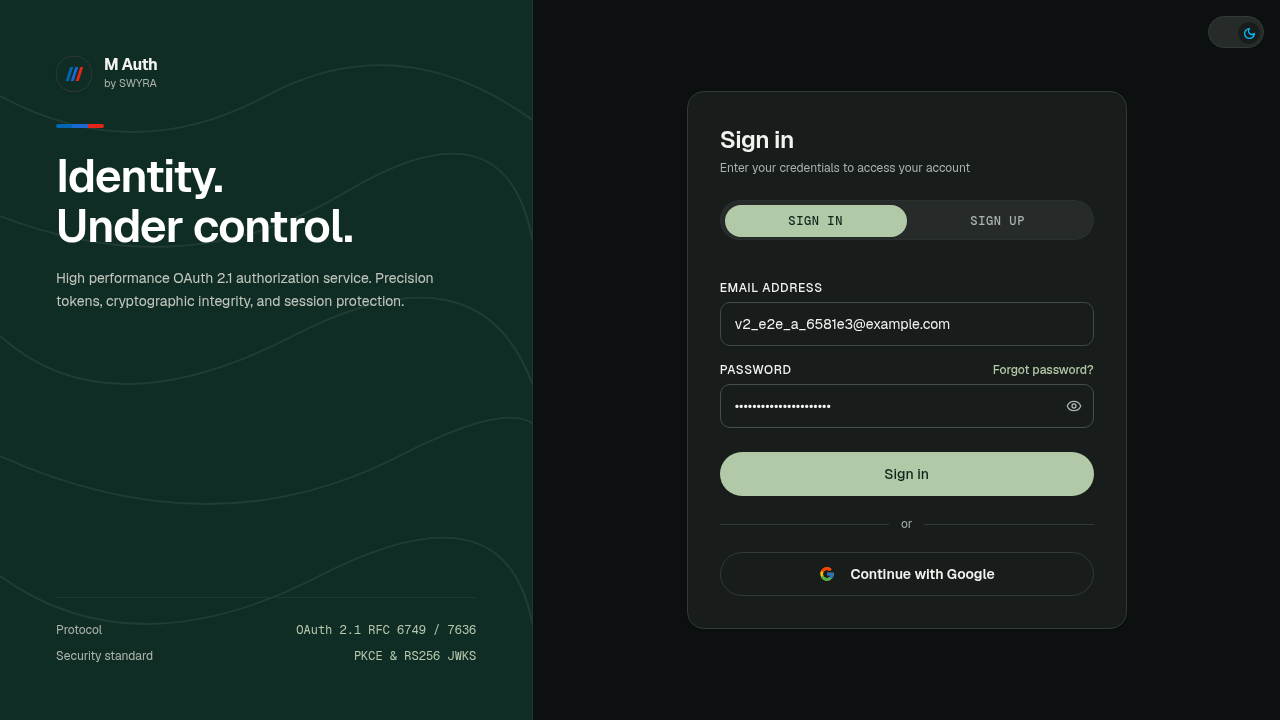 M Auth
by SWYRA
Identity.
Under control.
High performance OAuth 2.1 authorization service. Precision
tokens, cryptographic integrity, and session protection.
Protocol
OAuth 2.1 RFC 6749 / 7636
Security standard
PKCE & RS256 JWKS
Sign in
Enter your credentials to access your account
SIGN IN
SIGN UP
EMAIL ADDRESS
v2_e2e_a_6581e3@example.com
PASSWORD
Forgot password?
••••••••••••••••••••••
Sign in
or
Continue with Google